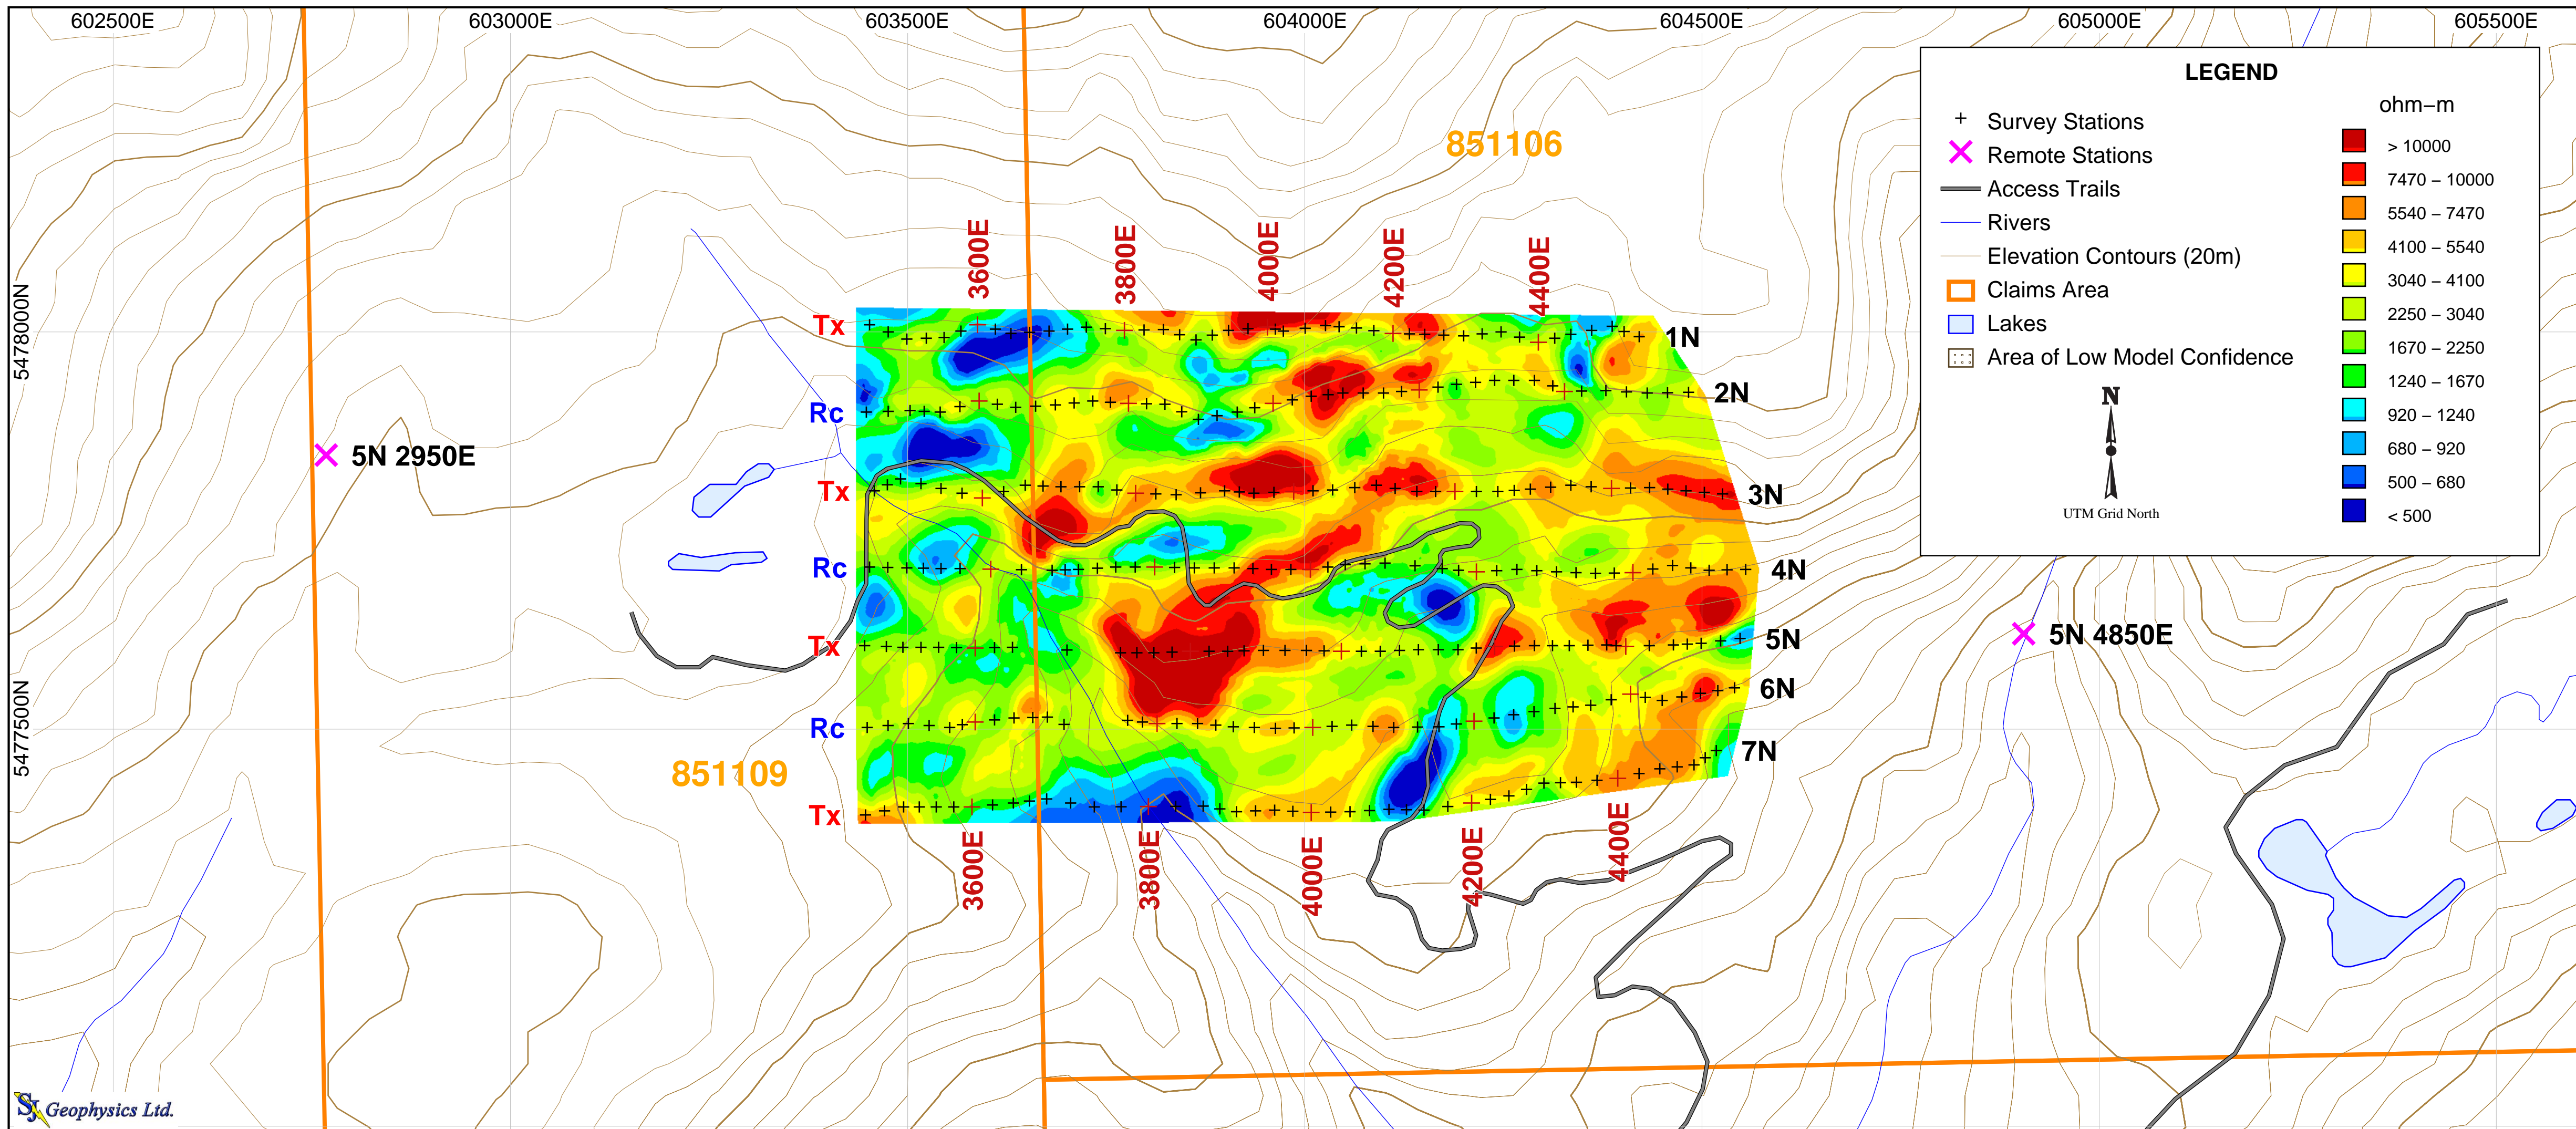 602500E 603000E 603500E 604000E 604500E 605000E 605500E
LEGEND
ohm–m
+ Survey Stations
Remote Stations
Access Trails
Rivers
Elevation Contours (20m)
Claims Area
Lakes
Area of Low Model Confidence
> 10000
7470 – 10000
5540 – 7470
4100 – 5540
3040 – 4100
2250 – 3040
1670 – 2250
1240 – 1670
920 – 1240
680 – 920
500 – 680
< 500
N
UTM Grid North
851106
3600E 3800E 4000E 4200E 4400E
5478000N
Tx 1N
Rc 2N
5N 2950E
Tx 3N
Rc 4N
Tx 5N
5N 4850E
6N
Rc
5477500N
7N
851109
Tx
3600E 3800E 4000E 4200E 4400E
SJ Geophysics Ltd.